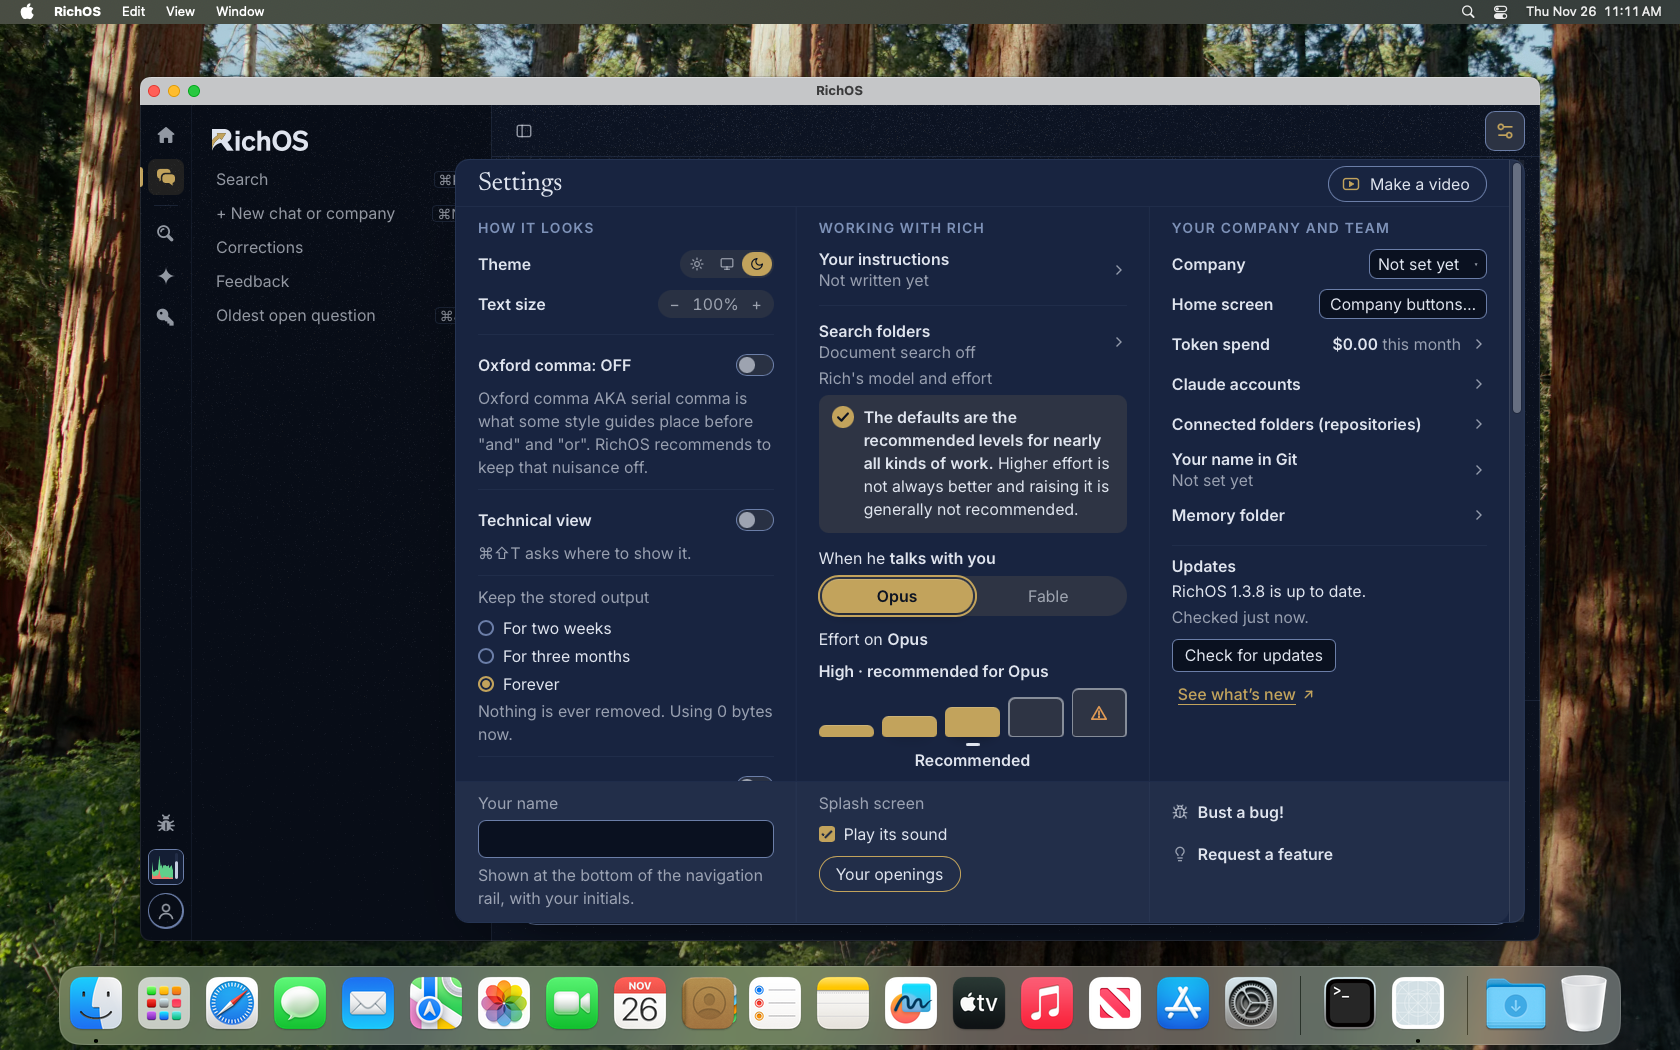 RichOS Edit View Window
Thu Nov 26 11:11 AM
RichOS
RichOS
Search
+ New chat or company
Corrections
Feedback
Oldest open question
Settings
Make a video
HOW IT LOOKS
Theme
Text size
− 100% +
Oxford comma: OFF
Oxford comma AKA serial comma is
what some style guides place before
"and" and "or". RichOS recommends to
keep that nuisance off.
Technical view
⌘⇧T asks where to show it.
Keep the stored output
For two weeks
For three months
Forever
Nothing is ever removed. Using 0 bytes
now.
Your name
Shown at the bottom of the navigation
rail, with your initials.
WORKING WITH RICH
Your instructions
Not written yet
Search folders
Document search off
Rich's model and effort
The defaults are the
recommended levels for nearly
all kinds of work. Higher effort is
not always better and raising it is
generally not recommended.
When he talks with you
Opus
Fable
Effort on Opus
High · recommended for Opus
Recommended
Splash screen
Play its sound
Your openings
YOUR COMPANY AND TEAM
Company
Not set yet
Home screen
Company buttons...
Token spend
$0.00 this month
Claude accounts
Connected folders (repositories)
Your name in Git
Not set yet
Memory folder
Updates
RichOS 1.3.8 is up to date.
Checked just now.
Check for updates
See what's new ↗
Bust a bug!
Request a feature
NOV
26
tv
>_